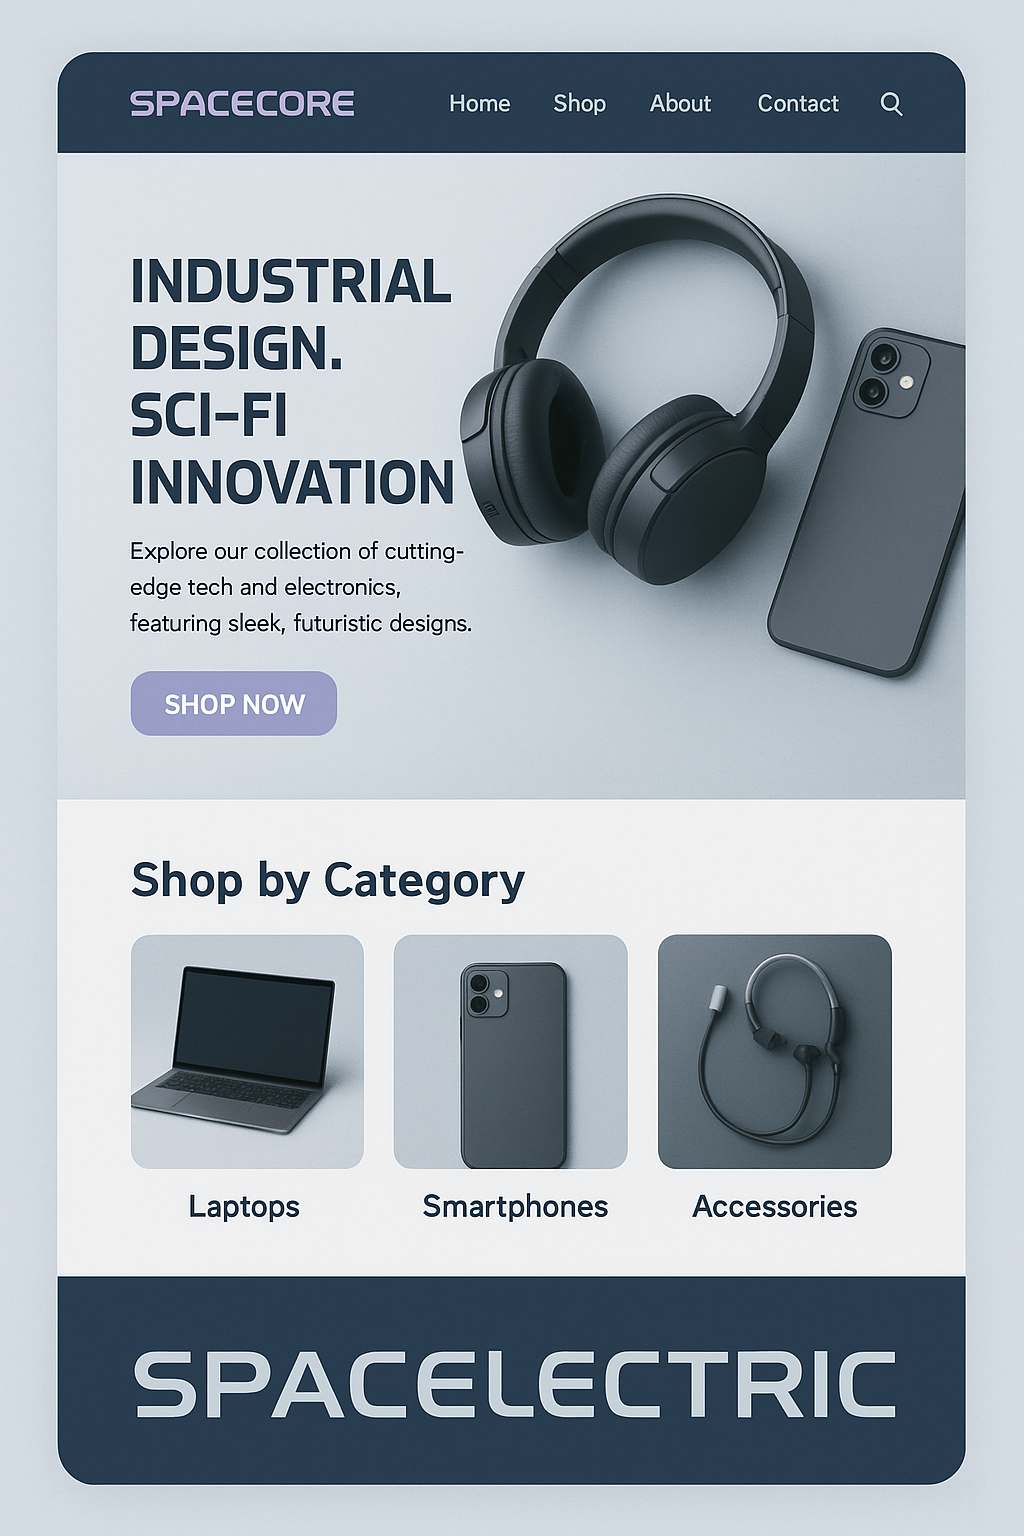 SPACECORE
Home Shop About Contact
INDUSTRIAL
DESIGN.
SCI-FI
INNOVATION
Explore our collection of cutting-
edge tech and electronics,
featuring sleek, futuristic designs.
SHOP NOW
Shop by Category
Laptops Smartphones Accessories
SPACELECTRIC